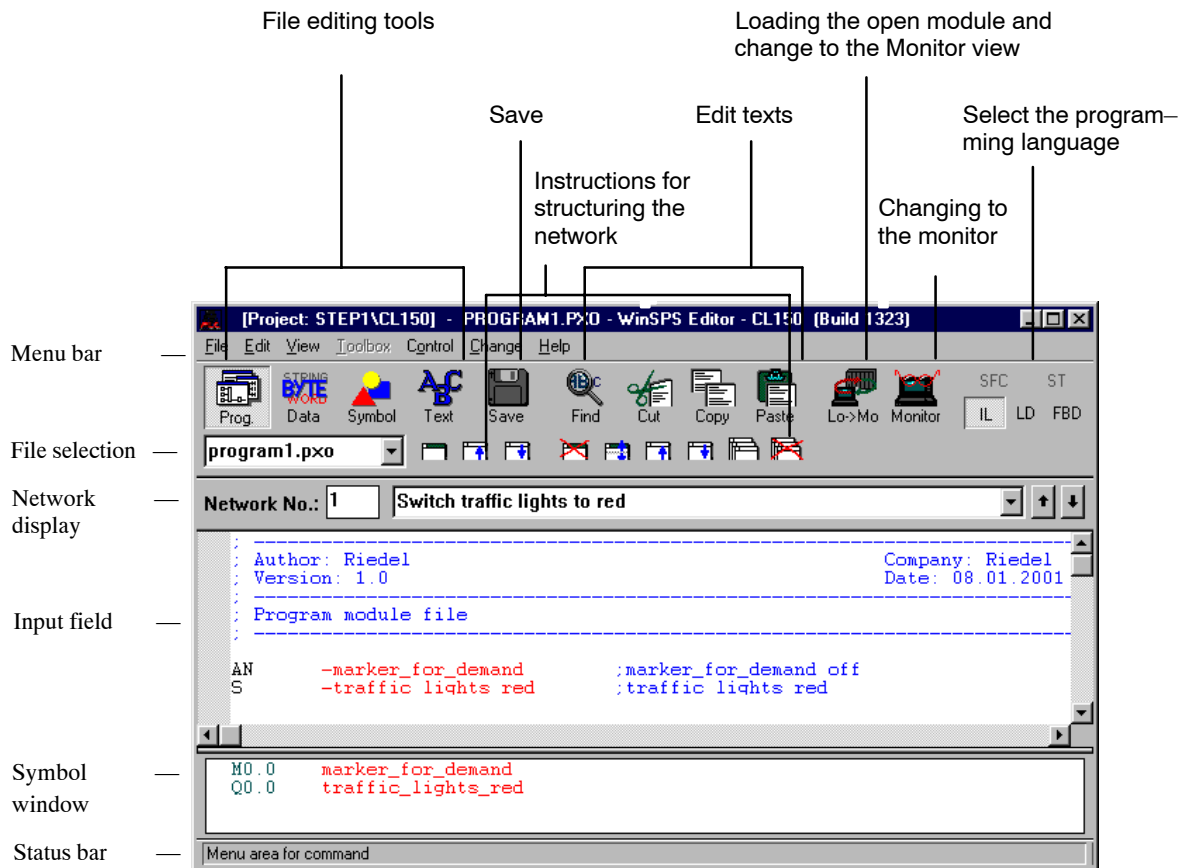 File editing tools
Loading the open module and
change to the Monitor view
Save
Edit texts
Select the program–
ming language
Instructions for
structuring the
network
Changing to
the monitor
[Project: STEP1\CL150] - PROGRAM1.PXO - WinSPS Editor - CL150 (Build 1323)
Menu bar
File Edit View Toolbox Control Change Help
STRING
BYTE
WORD
ABC
ABC
SFC ST
Prog. Data Symbol Text Save Find Cut Copy Paste Lo->Mo Monitor IL LD FBD
File selection
program1.pxo
Network
display
Network No.: 1 Switch traffic lights to red
; Author: Riedel Company: Riedel
; Version: 1.0 Date: 08.01.2001
; Program module file
Input field
AN -marker_for_demand ;marker_for_demand off
S -traffic lights red ;traffic lights red
Symbol
window
M0.0 marker_for_demand
Q0.0 traffic_lights_red
Status bar
Menu area for command